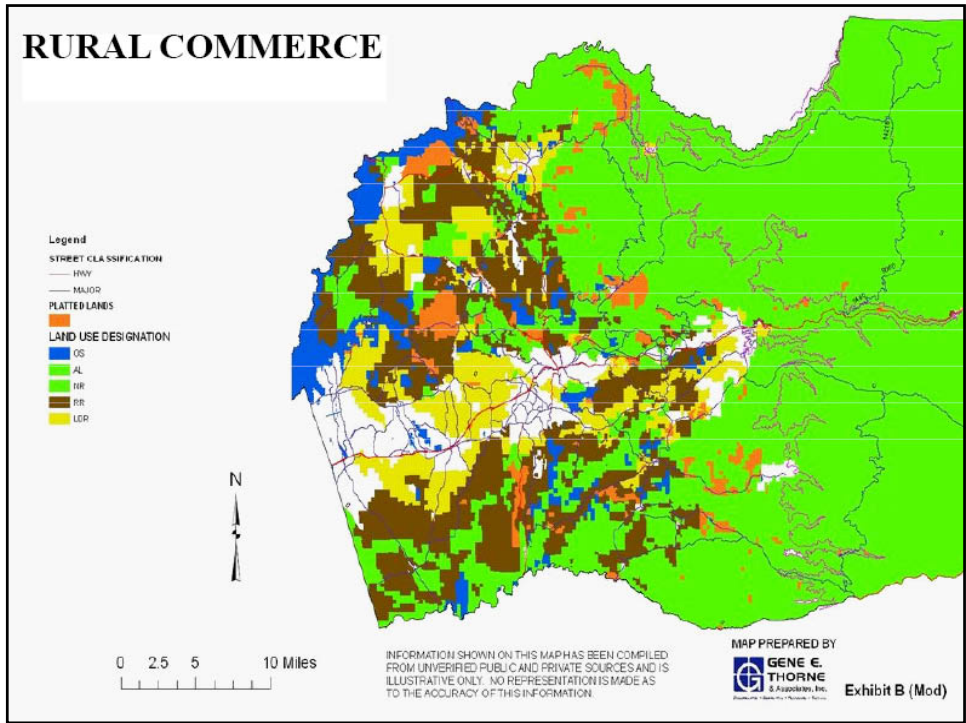 RURAL COMMERCE
Legend
STREET CLASSIFICATION
HWY
MAJOR
PLATTED LANDS
LAND USE DESIGNATION
OS
AL
NR
RR
LDR
N
0 2.5 5 10 Miles
INFORMATION SHOWN ON THIS MAP HAS BEEN COMPILED
FROM UNVERIFIED PUBLIC AND PRIVATE SOURCES AND IS
ILLUSTRATIVE ONLY. NO REPRESENTATION IS MADE AS
TO THE ACCURACY OF THIS INFORMATION.
MAP PREPARED BY
GENE E.
THORNE
& Associates, Inc.
Exhibit B (Mod)